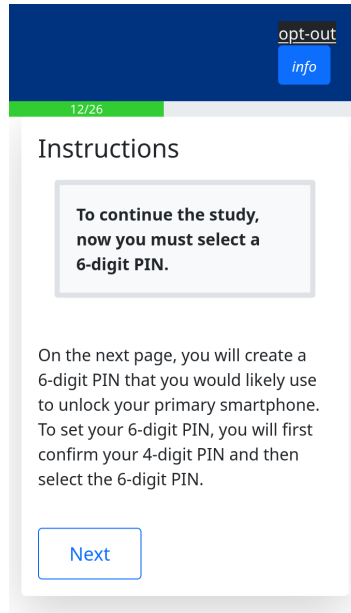 opt-out
info
12/26
Instructions
To continue the study,
now you must select a
6-digit PIN.
On the next page, you will create a
6-digit PIN that you would likely use
to unlock your primary smartphone.
To set your 6-digit PIN, you will first
confirm your 4-digit PIN and then
select the 6-digit PIN.
Next